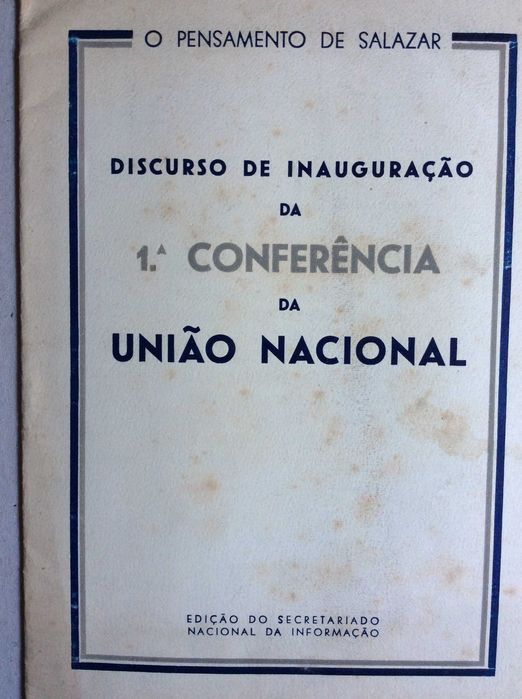 O PENSAMENTO DE SALAZAR
DISCURSO DE INAUGURAÇÃO
DA
1.ª CONFERÊNCIA
DA
UNIÃO NACIONAL
EDIÇÃO DO SECRETARIADO
NACIONAL DA INFORMAÇÃO